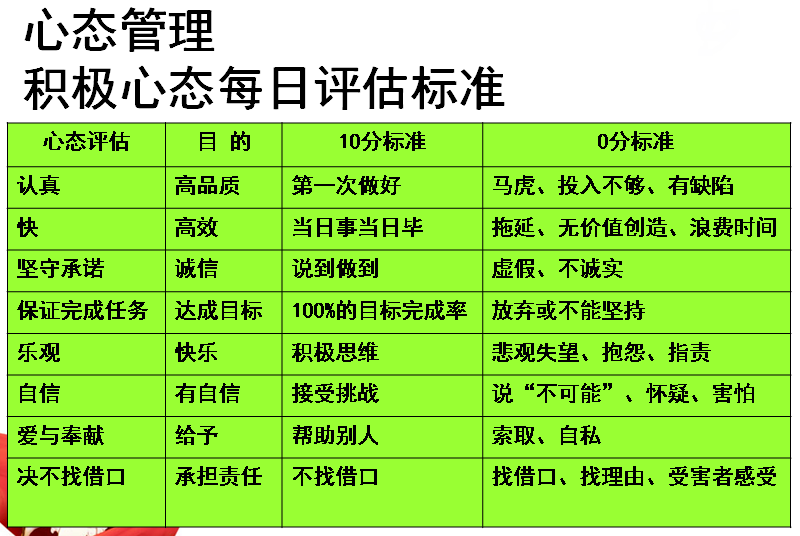 心态管理
积极心态每日评估标准
心态评估 目 的 10分标准 0分标准
认真 高品质 第一次做好 马虎、投入不够、有缺陷
快 高效 当日事当日毕 拖延、无价值创造、浪费时间
坚守承诺 诚信 说到做到 虚假、不诚实
保证完成任务 达成目标 100%的目标完成率 放弃或不能坚持
乐观 快乐 积极思维 悲观失望、抱怨、指责
自信 有自信 接受挑战 说“不可能”、怀疑、害怕
爱与奉献 给予 帮助别人 索取、自私
决不找借口 承担责任 不找借口 找借口、找理由、受害者感受